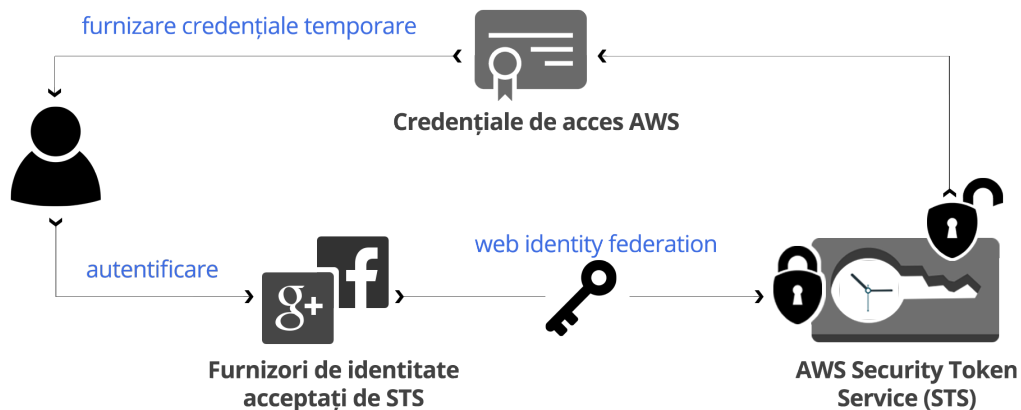 furnizare credențiale temporare
Credențiale de acces AWS
web identity federation
autentificare
g+
f
Furnizori de identitate
acceptați de STS
AWS Security Token
Service (STS)